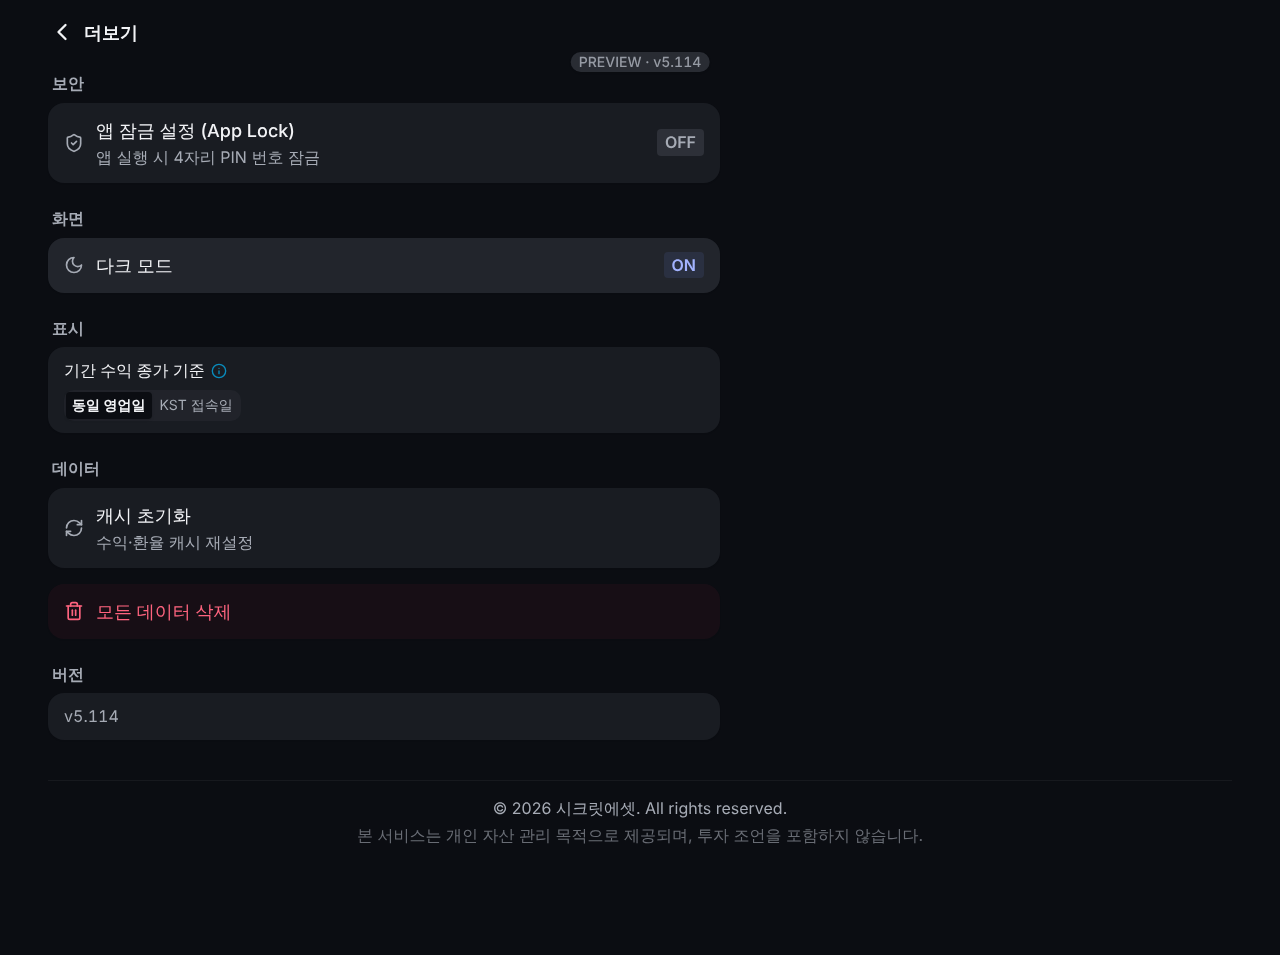 더보기
PREVIEW · v5.114
보안
앱 잠금 설정 (App Lock)
앱 실행 시 4자리 PIN 번호 잠금
OFF
화면
다크 모드
ON
표시
기간 수익 종가 기준
동일 영업일 KST 접속일
데이터
캐시 초기화
수익·환율 캐시 재설정
모든 데이터 삭제
버전
v5.114
© 2026 시크릿에셋. All rights reserved.
본 서비스는 개인 자산 관리 목적으로 제공되며, 투자 조언을 포함하지 않습니다.